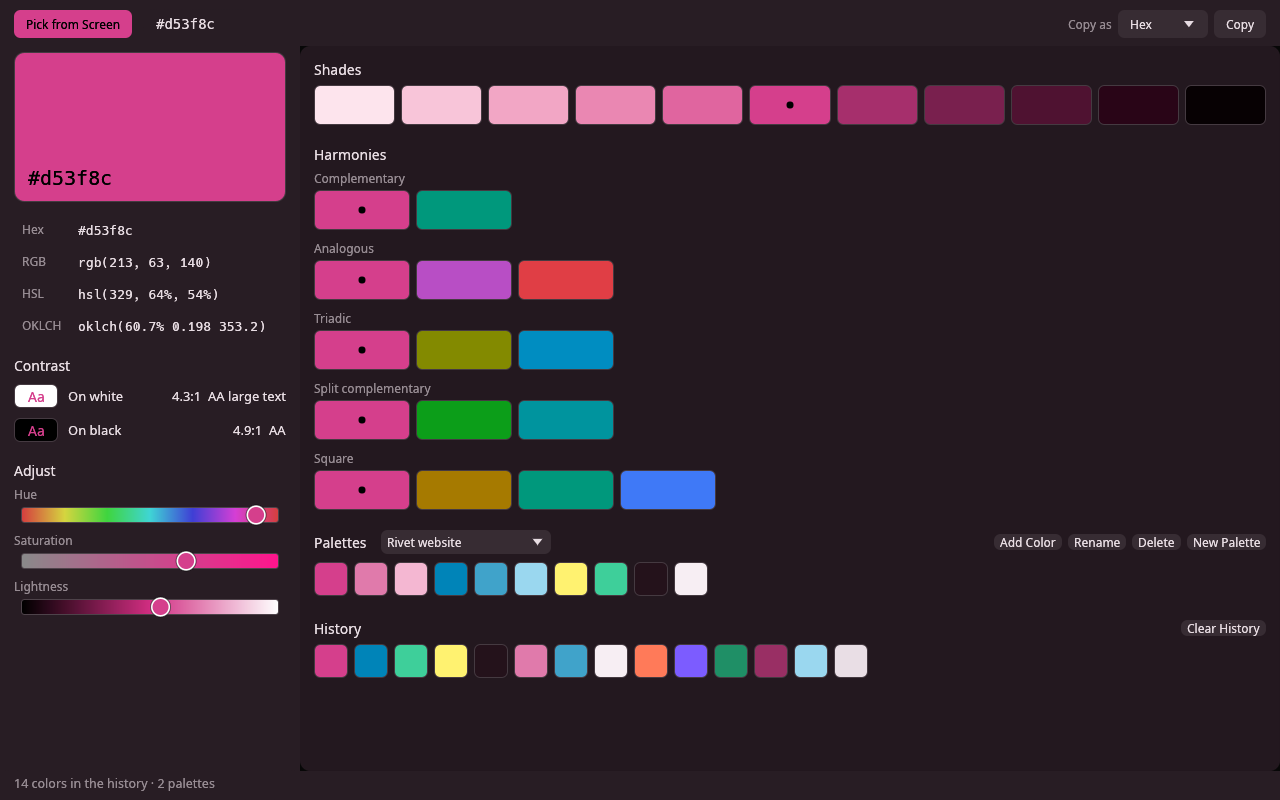 Pick from Screen #d53f8c Copy as Hex Copy
#d53f8c
Hex #d53f8c
RGB rgb(213, 63, 140)
HSL hsl(329, 64%, 54%)
OKLCH oklch(60.7% 0.198 353.2)
Contrast
Aa On white 4.3:1 AA large text
Aa On black 4.9:1 AA
Adjust
Hue
Saturation
Lightness
Shades
Harmonies
Complementary
Analogous
Triadic
Split complementary
Square
Palettes Rivet website Add Color Rename Delete New Palette
History Clear History
14 colors in the history · 2 palettes